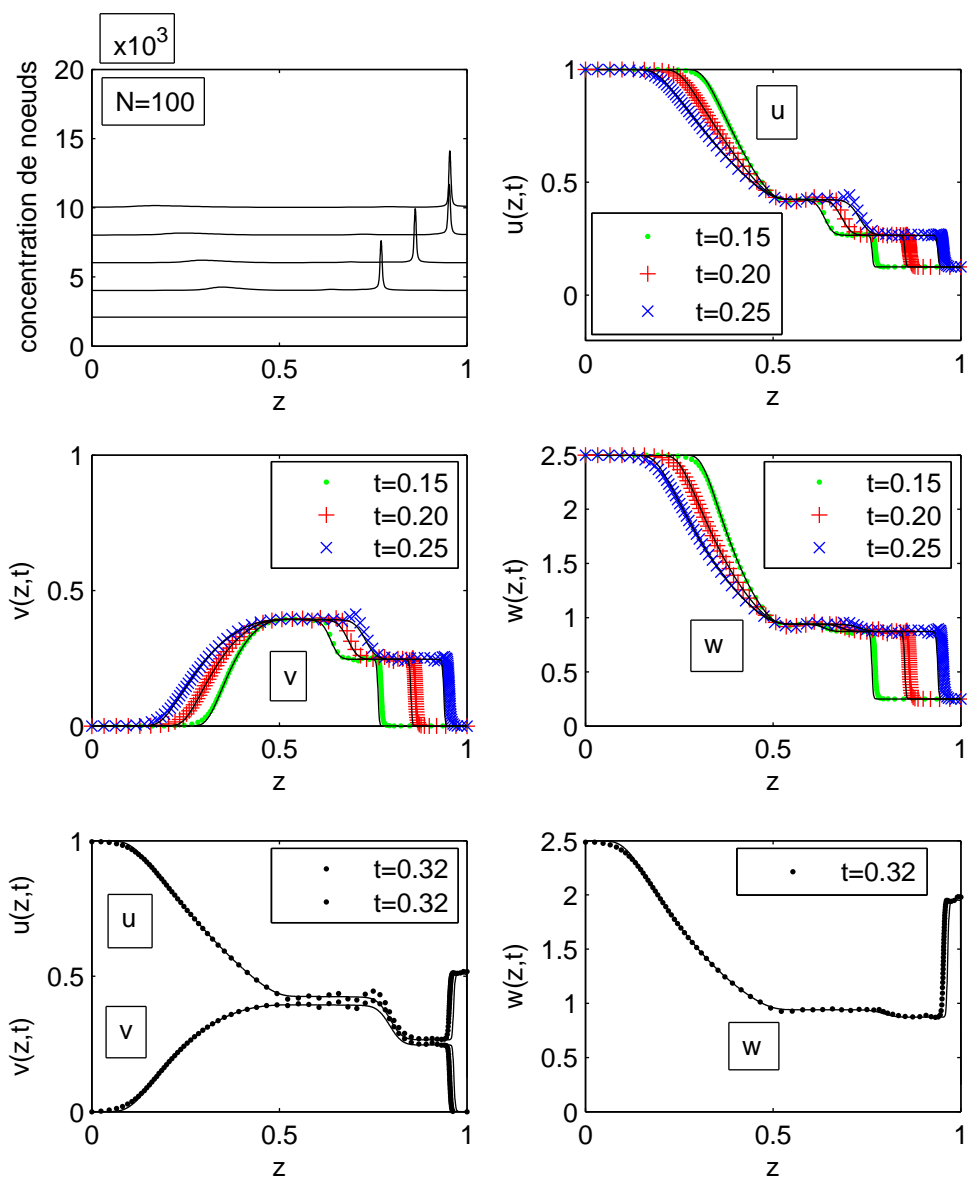 x10³
N=100
concentration de noeuds
20
15
10
5
0
0
0.5
1
z
u(z,t)
1
0.5
0
u
t=0.15
t=0.20
t=0.25
0
0.5
1
z
v(z,t)
1
0.5
0
t=0.15
t=0.20
t=0.25
v
0
0.5
1
z
w(z,t)
2.5
2
1.5
1
0.5
0
t=0.15
t=0.20
t=0.25
w
0
0.5
1
z
u(z,t)
v(z,t)
1
0.5
0
t=0.32
t=0.32
u
v
0
0.5
1
z
w(z,t)
2.5
2
1.5
1
0.5
0
t=0.32
w
0
0.5
1
z